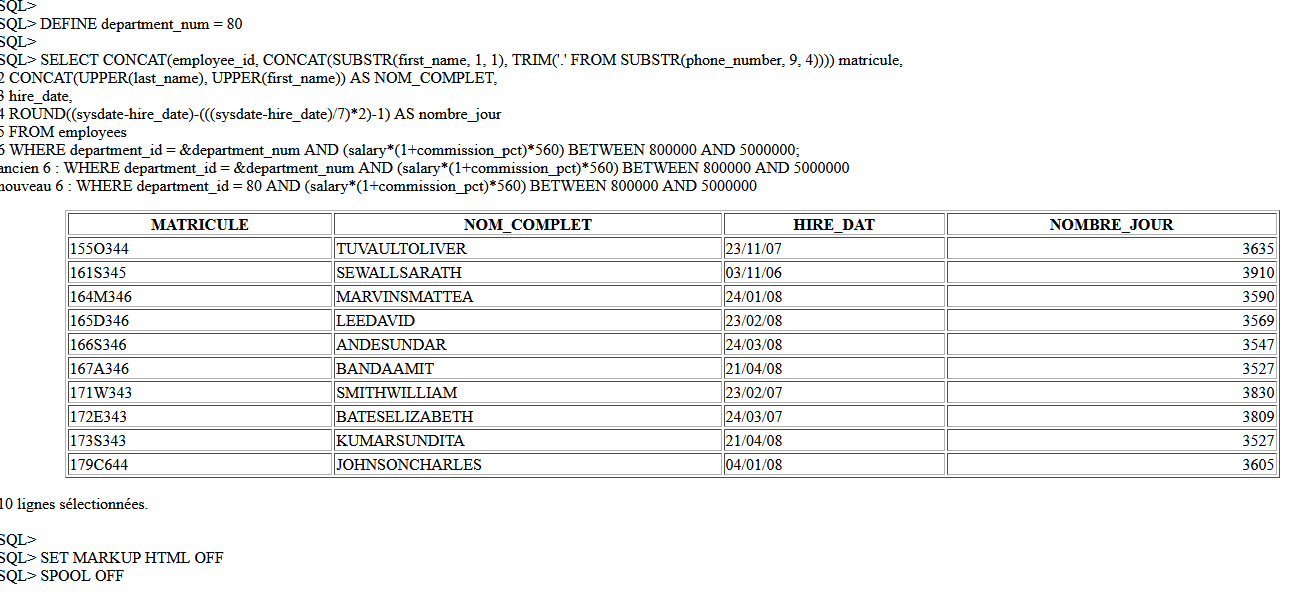 SQL>
SQL> DEFINE department_num = 80
SQL>
SQL> SELECT CONCAT(employee_id, CONCAT(SUBSTR(first_name, 1, 1), TRIM('.' FROM SUBSTR(phone_number, 9, 4)))) matricule,
2 CONCAT(UPPER(last_name), UPPER(first_name)) AS NOM_COMPLET,
3 hire_date,
4 ROUND((sysdate-hire_date)-(((sysdate-hire_date)/7)*2)-1) AS nombre_jour
5 FROM employees
6 WHERE department_id = &department_num AND (salary*(1+commission_pct)*560) BETWEEN 800000 AND 5000000;
ancien 6 : WHERE department_id = &department_num AND (salary*(1+commission_pct)*560) BETWEEN 800000 AND 5000000
nouveau 6 : WHERE department_id = 80 AND (salary*(1+commission_pct)*560) BETWEEN 800000 AND 5000000
MATRICULE NOM_COMPLET HIRE_DAT NOMBRE_JOUR
155O344 TUVAULTOLIVER 23/11/07 3635
161S345 SEWALLSARATH 03/11/06 3910
164M346 MARVINSMATTEA 24/01/08 3590
165D346 LEEDAVID 23/02/08 3569
166S346 ANDESUNDAR 24/03/08 3547
167A346 BANDAAMIT 21/04/08 3527
171W343 SMITHWILLIAM 23/02/07 3830
172E343 BATESELIZABETH 24/03/07 3809
173S343 KUMARSUNDITA 21/04/08 3527
179C644 JOHNSONCHARLES 04/01/08 3605
10 lignes sélectionnées.
SQL>
SQL> SET MARKUP HTML OFF
SQL> SPOOL OFF